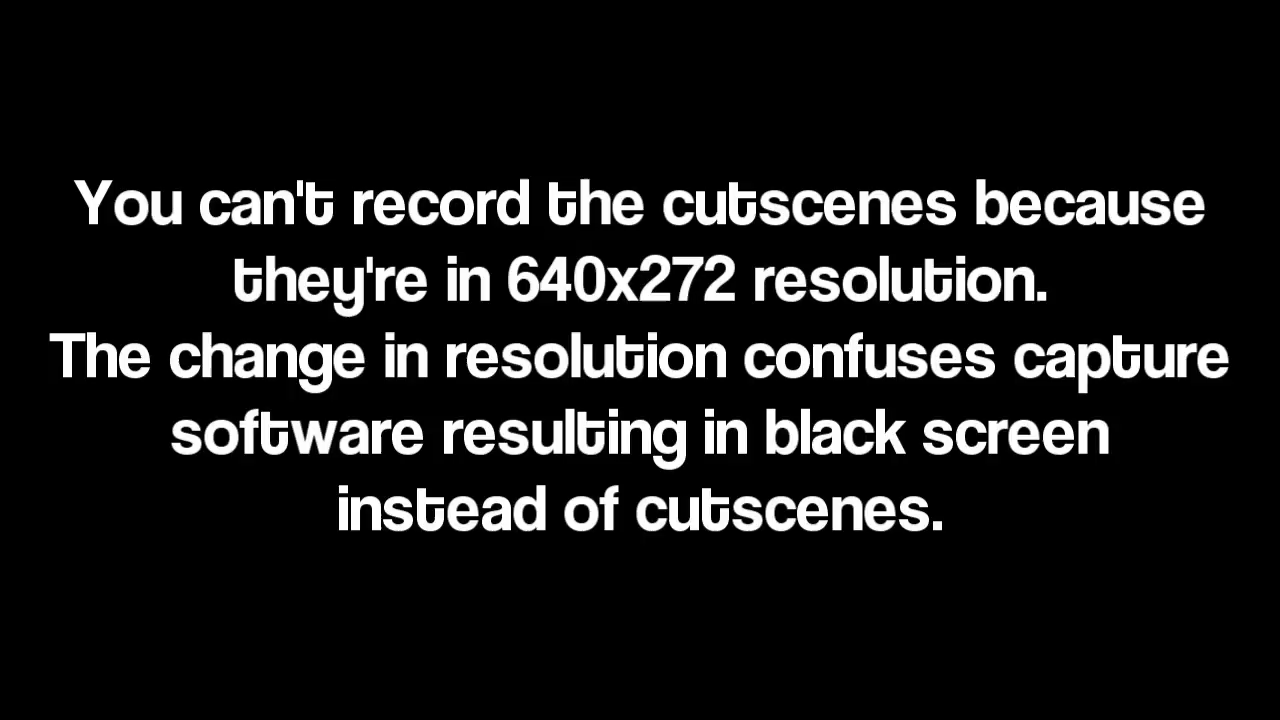 You can't record the cutscenes because
they're in 640x272 resolution.
The change in resolution confuses capture
software resulting in black screen
instead of cutscenes.